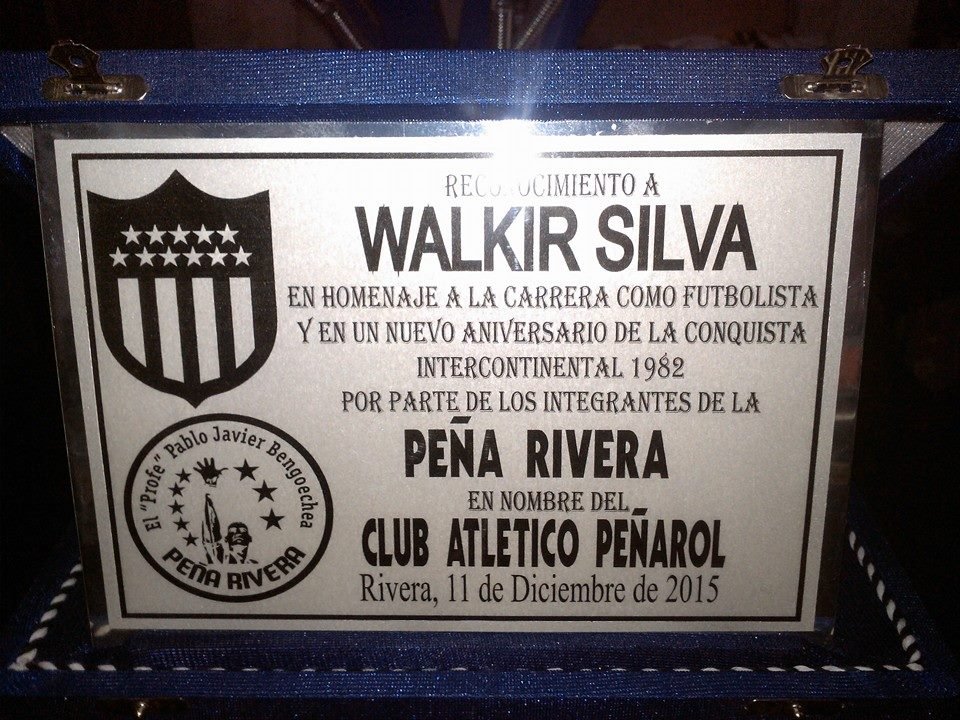 RECONOCIMIENTO A
WALKIR SILVA
EN HOMENAJE A LA CARRERA COMO FUTBOLISTA
Y EN UN NUEVO ANIVERSARIO DE LA CONQUISTA
INTERCONTINENTAL 1982
POR PARTE DE LOS INTEGRANTES DE LA
PEÑA RIVERA
EN NOMBRE DEL
CLUB ATLETICO PEÑAROL
Rivera, 11 de Diciembre de 2015
El "Profe" Pablo Javier Bengoechea
PEÑA RIVERA